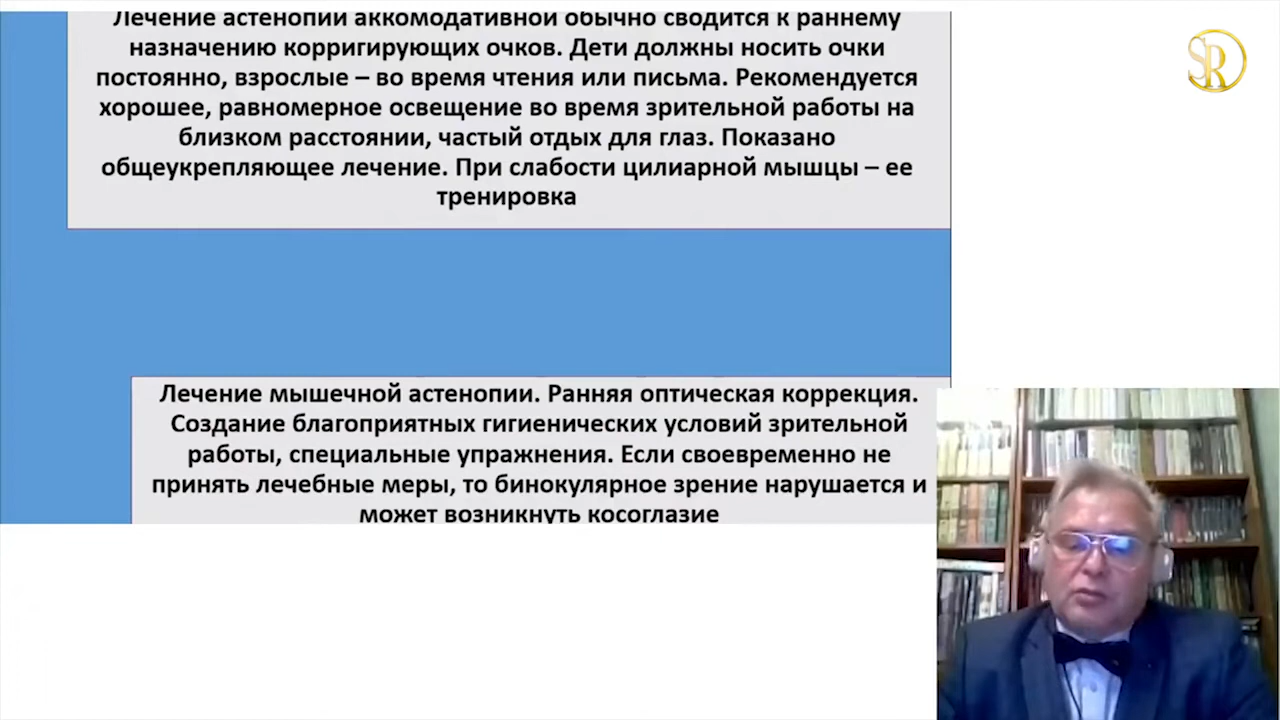 Лечение астенопии аккомодативной обычно сводится к раннему
назначению корригирующих очков. Дети должны носить очки
постоянно, взрослые – во время чтения или письма. Рекомендуется
хорошее, равномерное освещение во время зрительной работы на
близком расстоянии, частый отдых для глаз. Показано
общеукрепляющее лечение. При слабости цилиарной мышцы – ее
тренировка
SR
Лечение мышечной астенопии. Ранняя оптическая коррекция.
Создание благоприятных гигиенических условий зрительной
работы, специальные упражнения. Если своевременно не
принять лечебные меры, то бинокулярное зрение нарушается и
может возникнуть косоглазие